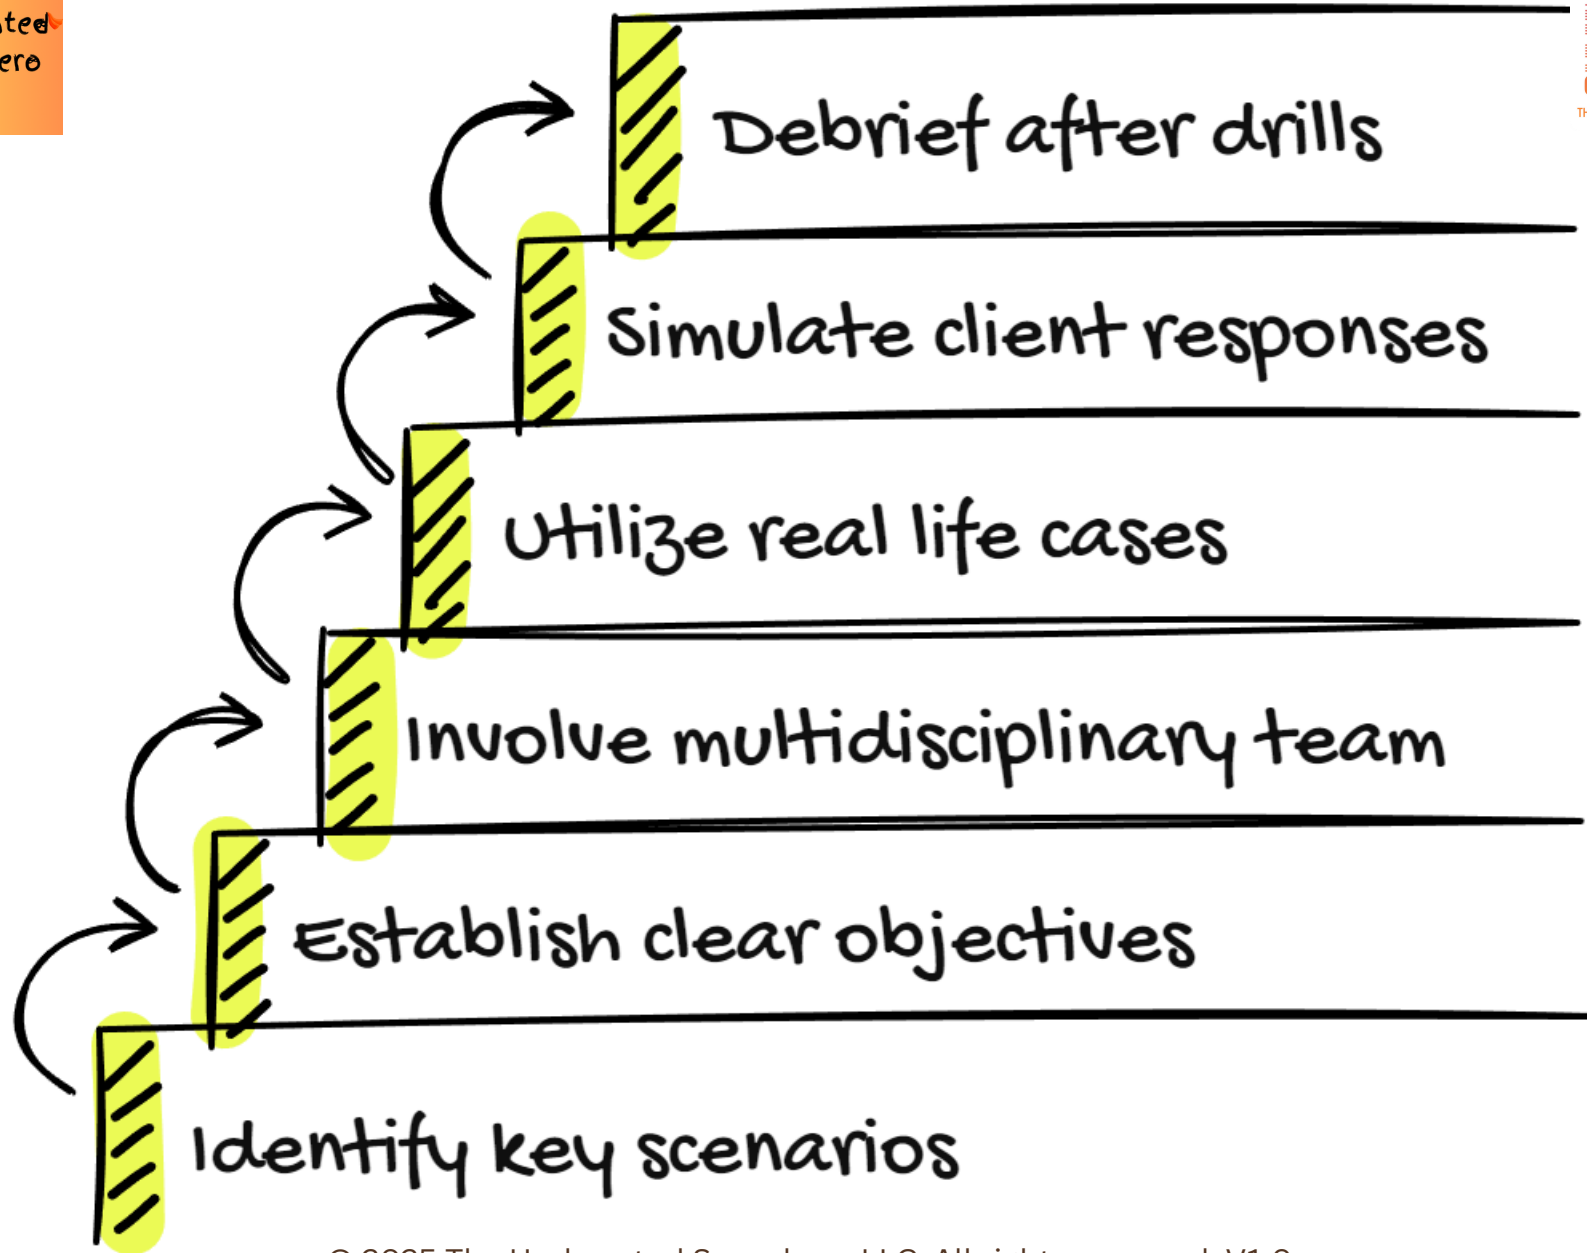 Debrief after drills
Simulate client responses
Utilize real life cases
Involve multidisciplinary team
Establish clear objectives
Identify key scenarios